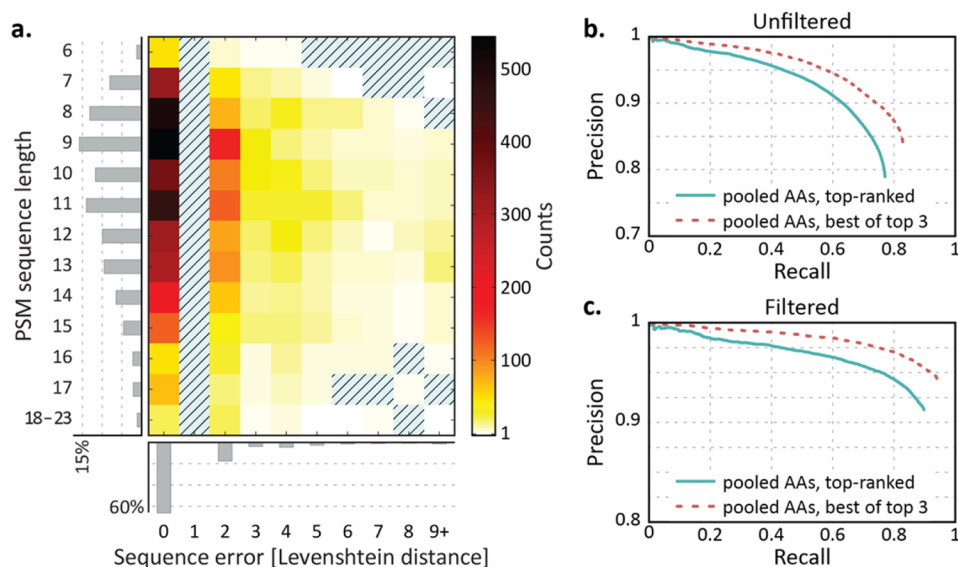 a.
PSM sequence length
6
7
8
9
10
11
12
13
14
15
16
17
18–23
15%
60%
0 1 2 3 4 5 6 7 8 9+
Sequence error [Levenshtein distance]
500
400
300
200
100
1
Counts
b.
Unfiltered
1
0.9
0.8
0.7
Precision
pooled AAs, top-ranked
pooled AAs, best of top 3
0 0.2 0.4 0.6 0.8 1
Recall
c.
Filtered
1
0.9
0.8
Precision
pooled AAs, top-ranked
pooled AAs, best of top 3
0 0.2 0.4 0.6 0.8 1
Recall